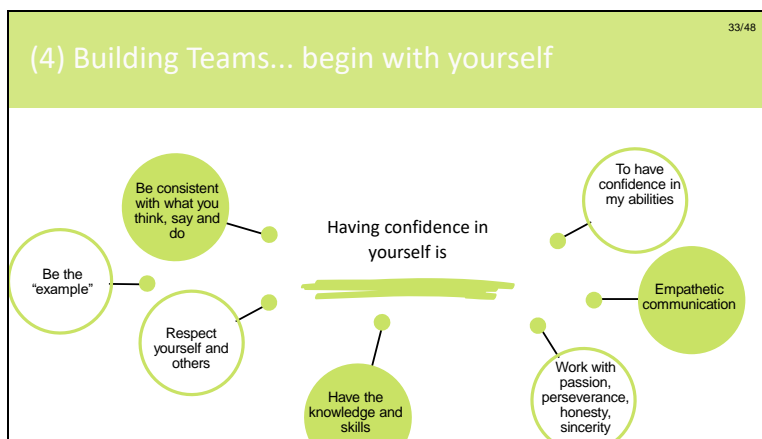 33/48
(4) Building Teams... begin with yourself
Be consistent
with what you
think, say and
do
Having confidence in
yourself is
To have
confidence in
my abilities
Be the
“example”
Empathetic
communication
Respect
yourself and
others
Have the
knowledge and
skills
Work with
passion,
perseverance,
honesty,
sincerity